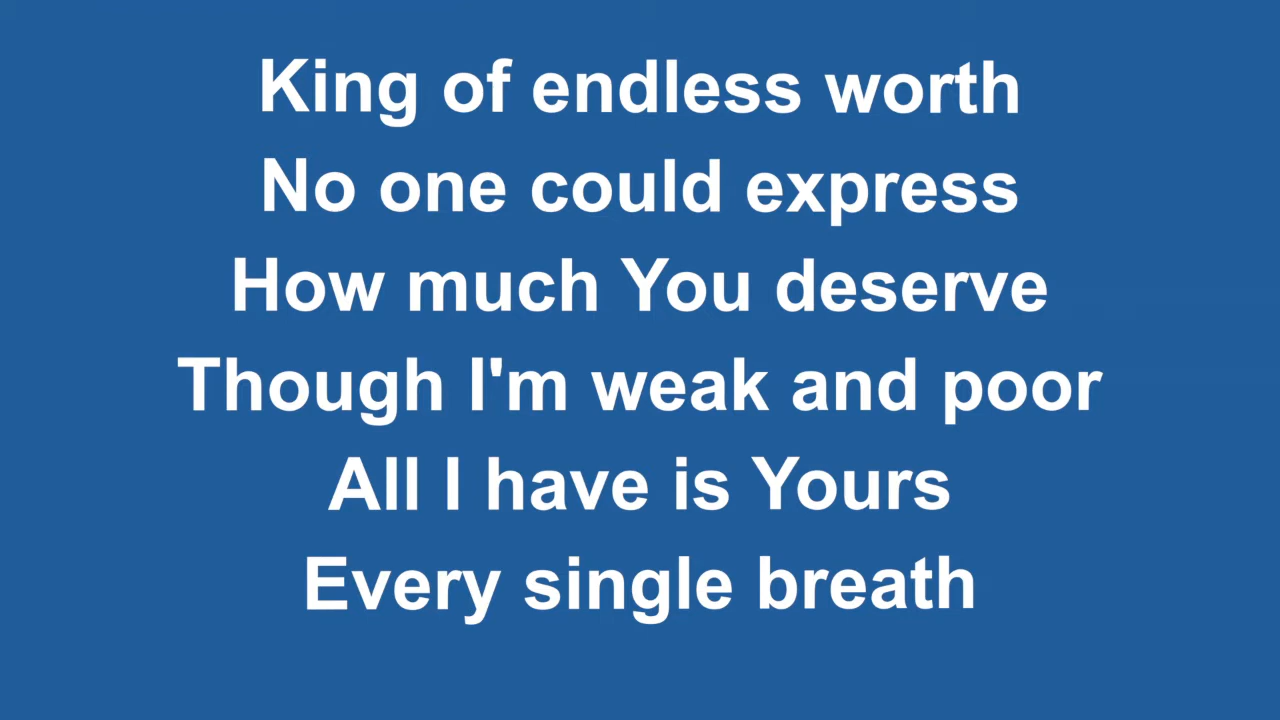 King of endless worth
No one could express
How much You deserve
Though I'm weak and poor
All I have is Yours
Every single breath